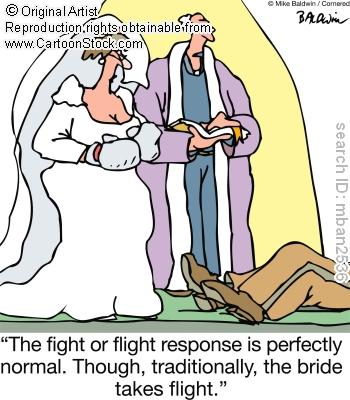 © Original Artist
Reproduction rights obtainable from
www.CartoonStock.com
© Mike Baldwin / Cornered
BALDWIN
search ID: mban2536
“The fight or flight response is perfectly
normal. Though, traditionally, the bride
takes flight.”